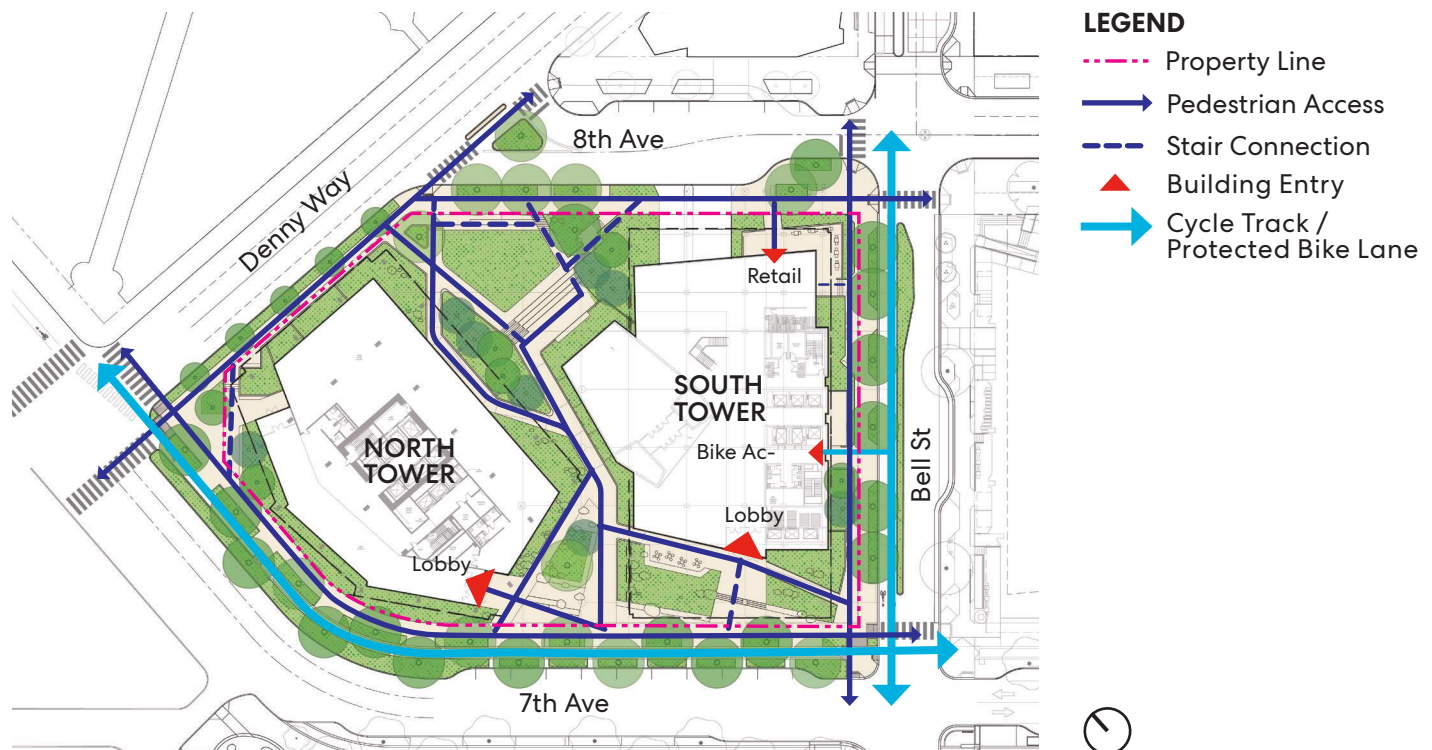 LEGEND
Property Line
Pedestrian Access
Stair Connection
Building Entry
Cycle Track /
Protected Bike Lane
8th Ave
Denny Way
Retail
SOUTH
TOWER
Bike Ac-
NORTH
TOWER
Bell St
Lobby
Lobby
7th Ave